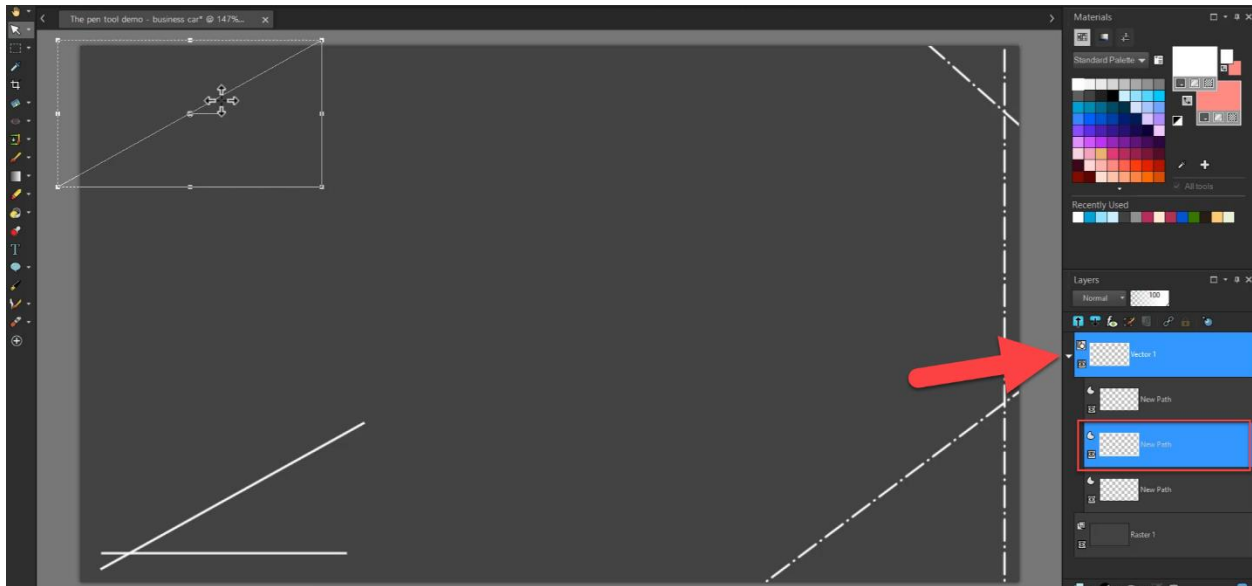 The pen tool demo - business car* @ 147%...
Materials
Standard Palette
All tools
Recently Used
Layers
Normal
100
Vector 1
New Path
New Path
New Path
Raster 1